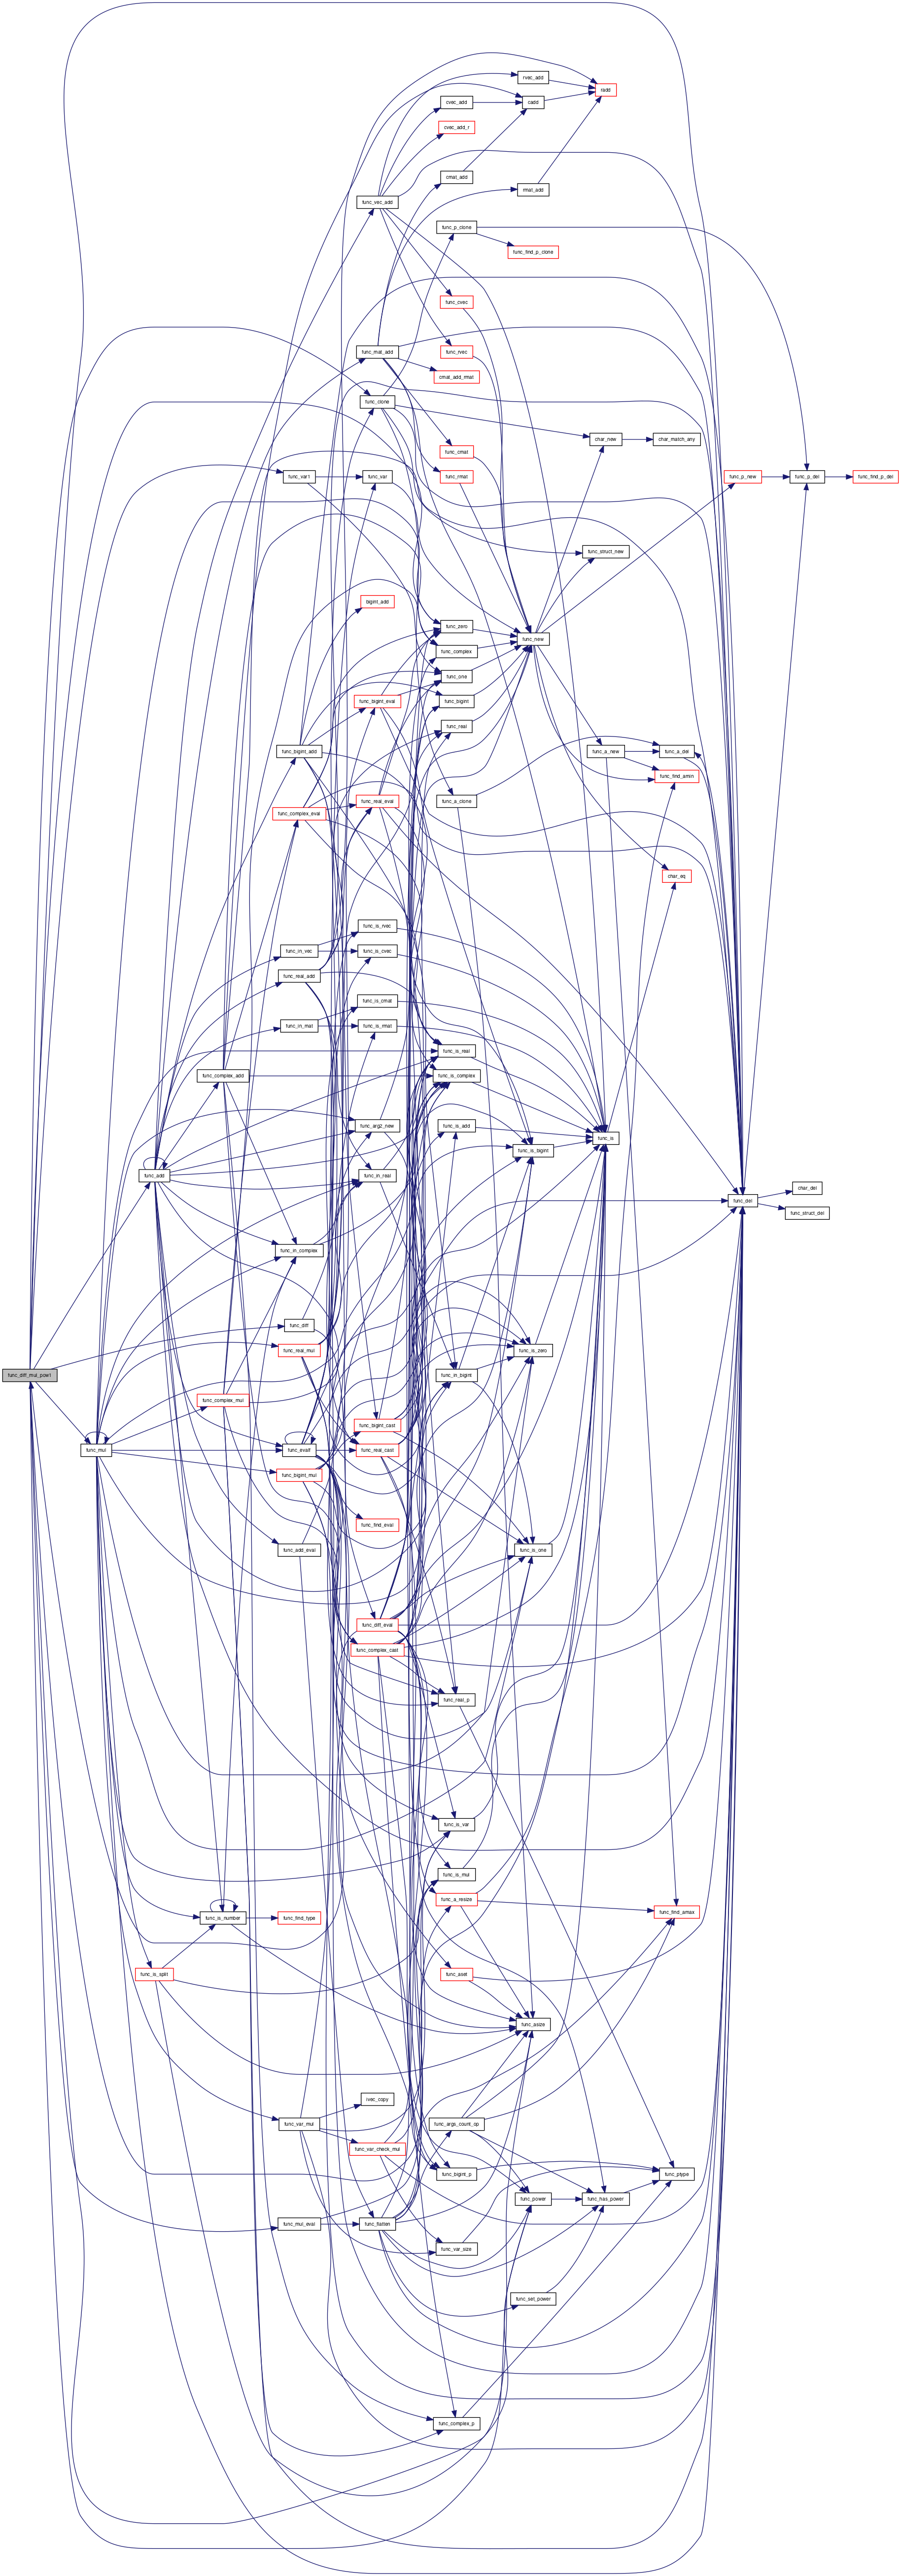 rvec_add
radd
cvec_add
cadd
cvec_add_r
cmat_add
rmat_add
func_vec_add
func_p_clone
func_find_p_clone
func_cvec
func_mat_add
func_rvec
cmat_add_rmat
func_clone
char_new
char_match_any
func_cmat
func_var1
func_var
func_rmat
func_p_new
func_p_del
func_find_p_del
func_struct_new
bigint_add
func_zero
func_new
func_complex
func_one
func_bigint_eval
func_bigint
func_real
func_bigint_add
func_a_new
func_a_del
func_find_amin
func_complex_eval
func_real_eval
func_a_clone
char_eq
func_is_rvec
func_in_vec
func_is_cvec
func_real_add
func_is_cmat
func_in_mat
func_is_rmat
func_is_real
func_complex_add
func_is_complex
func_arg2_new
func_is_add
func_is
func_is_bigint
func_add
func_in_real
char_del
func_del
func_struct_del
func_in_complex
func_diff
func_real_mul
func_is_zero
func_diff_mul_pow1
func_in_bigint
func_complex_mul
func_bigint_cast
func_mul
func_evalf
func_real_cast
func_bigint_mul
func_find_eval
func_add_eval
func_is_one
func_diff_eval
func_complex_cast
func_real_p
func_is_var
func_is_mul
func_a_resize
func_find_amax
func_is_number
func_find_type
func_is_split
func_aset
func_asize
ivec_copy
func_var_mul
func_args_count_op
func_var_check_mul
func_bigint_p
func_ptype
func_power
func_has_power
func_mul_eval
func_flatten
func_var_size
func_set_power
func_complex_p